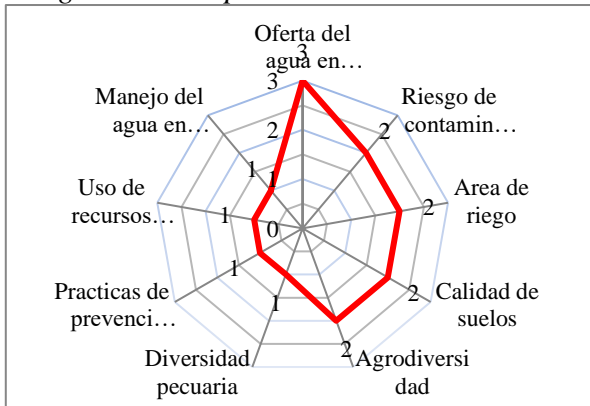 Oferta del
agua en…
Riesgo de
contamin…
Area de
riego
Calidad de
suelos
Agrodiversi
dad
Diversidad
pecuaria
Practicas de
prevenci…
Uso de
recursos…
Manejo del
agua en…
3
2
2
2
2
1
1
1
1
3
2
1
0